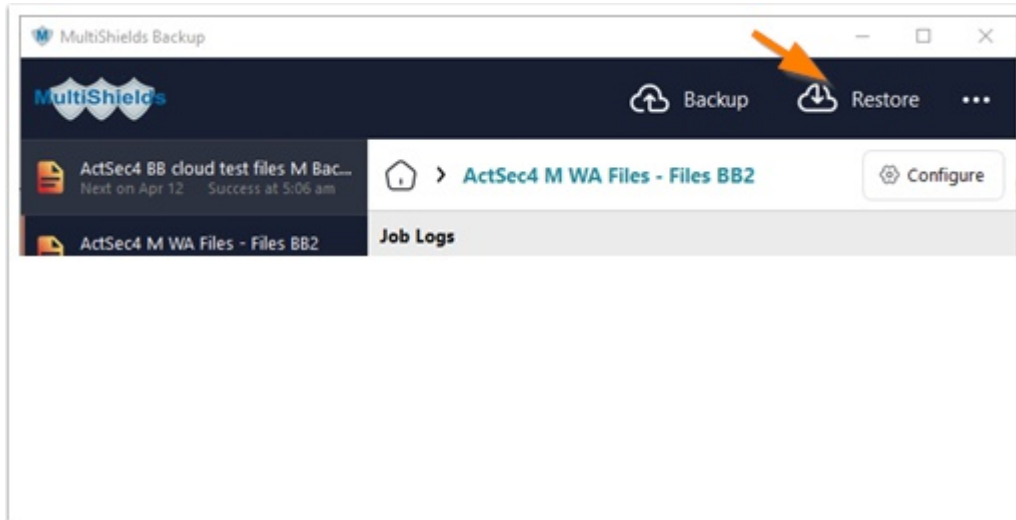 MultiShields Backup
MultiShields
Backup
Restore
ActSec4 BB cloud test files M Bac...
Next on Apr 12 Success at 5:06 am
ActSec4 M WA Files - Files BB2
Configure
ActSec4 M WA Files - Files BB2
Job Logs